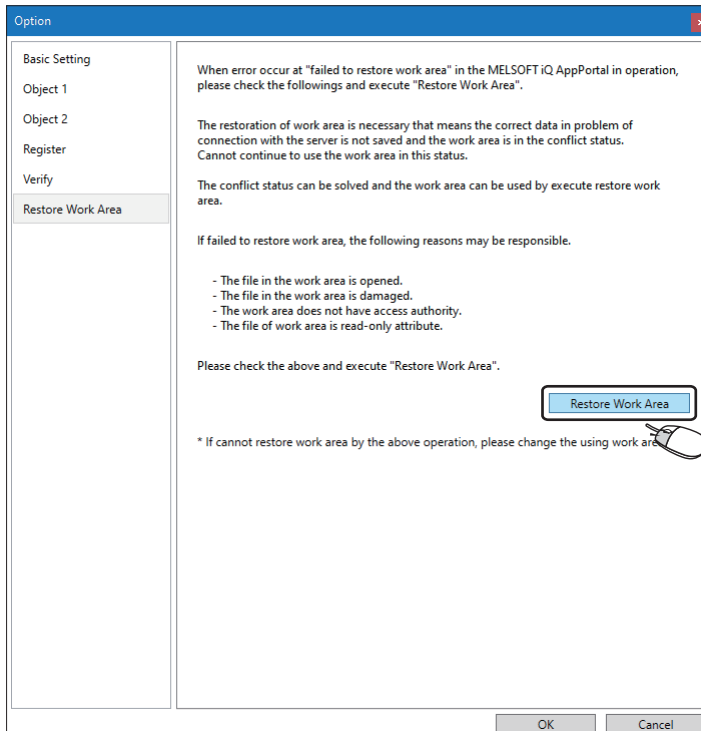 Option
Basic Setting
Object 1
Object 2
Register
Verify
Restore Work Area
When error occur at "failed to restore work area" in the MELSOFT iQ AppPortal in operation,
please check the followings and execute "Restore Work Area".
The restoration of work area is necessary that means the correct data in problem of
connection with the server is not saved and the work area is in the conflict status.
Cannot continue to use the work area in this status.
The conflict status can be solved and the work area can be used by execute restore work
area.
If failed to restore work area, the following reasons may be responsible.
- The file in the work area is opened.
- The file in the work area is damaged.
- The work area does not have access authority.
- The file of work area is read-only attribute.
Please check the above and execute "Restore Work Area".
Restore Work Area
* If cannot restore work area by the above operation, please change the using work
OK
Cancel